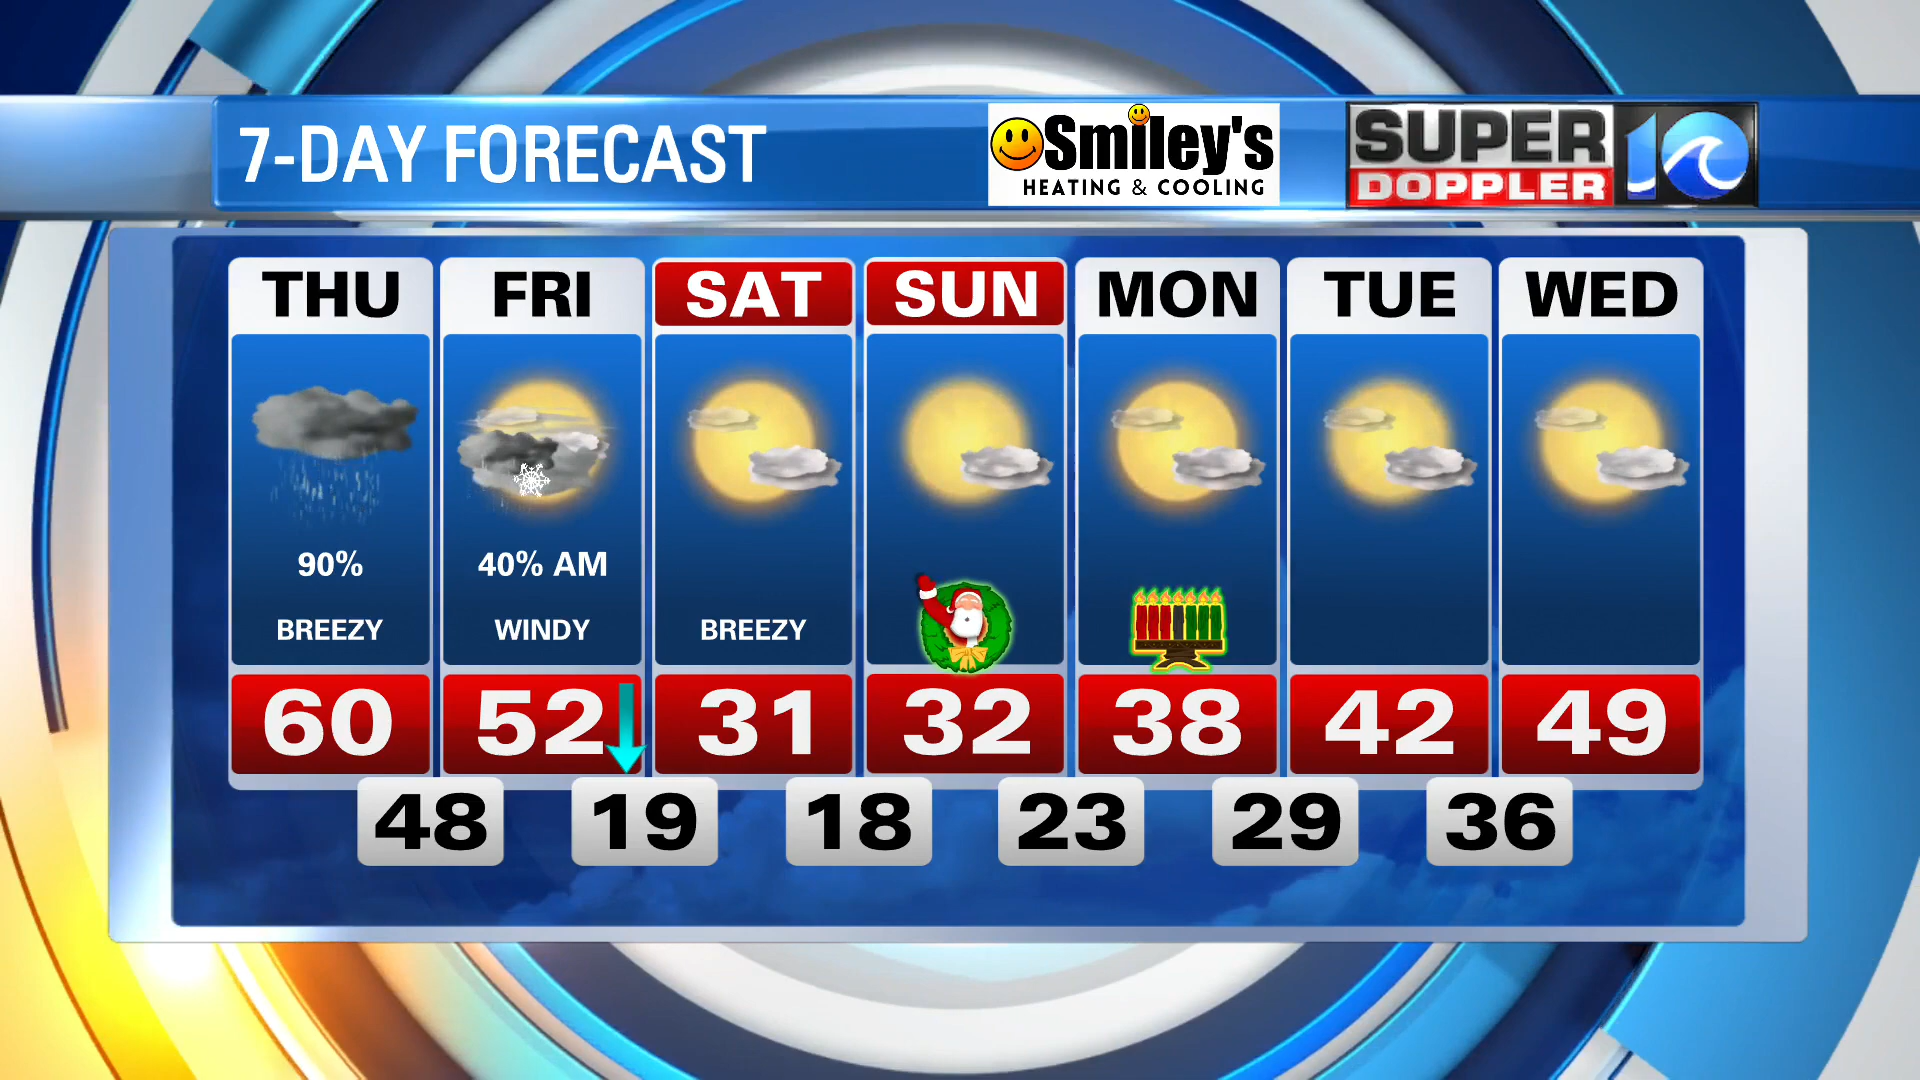 7-DAY FORECAST
Smiley's
HEATING & COOLING
SUPER
DOPPLER
10
THU FRI SAT SUN MON TUE WED
90% 40% AM
BREEZY WINDY BREEZY
60 52 31 32 38 42 49
48 19 18 23 29 36